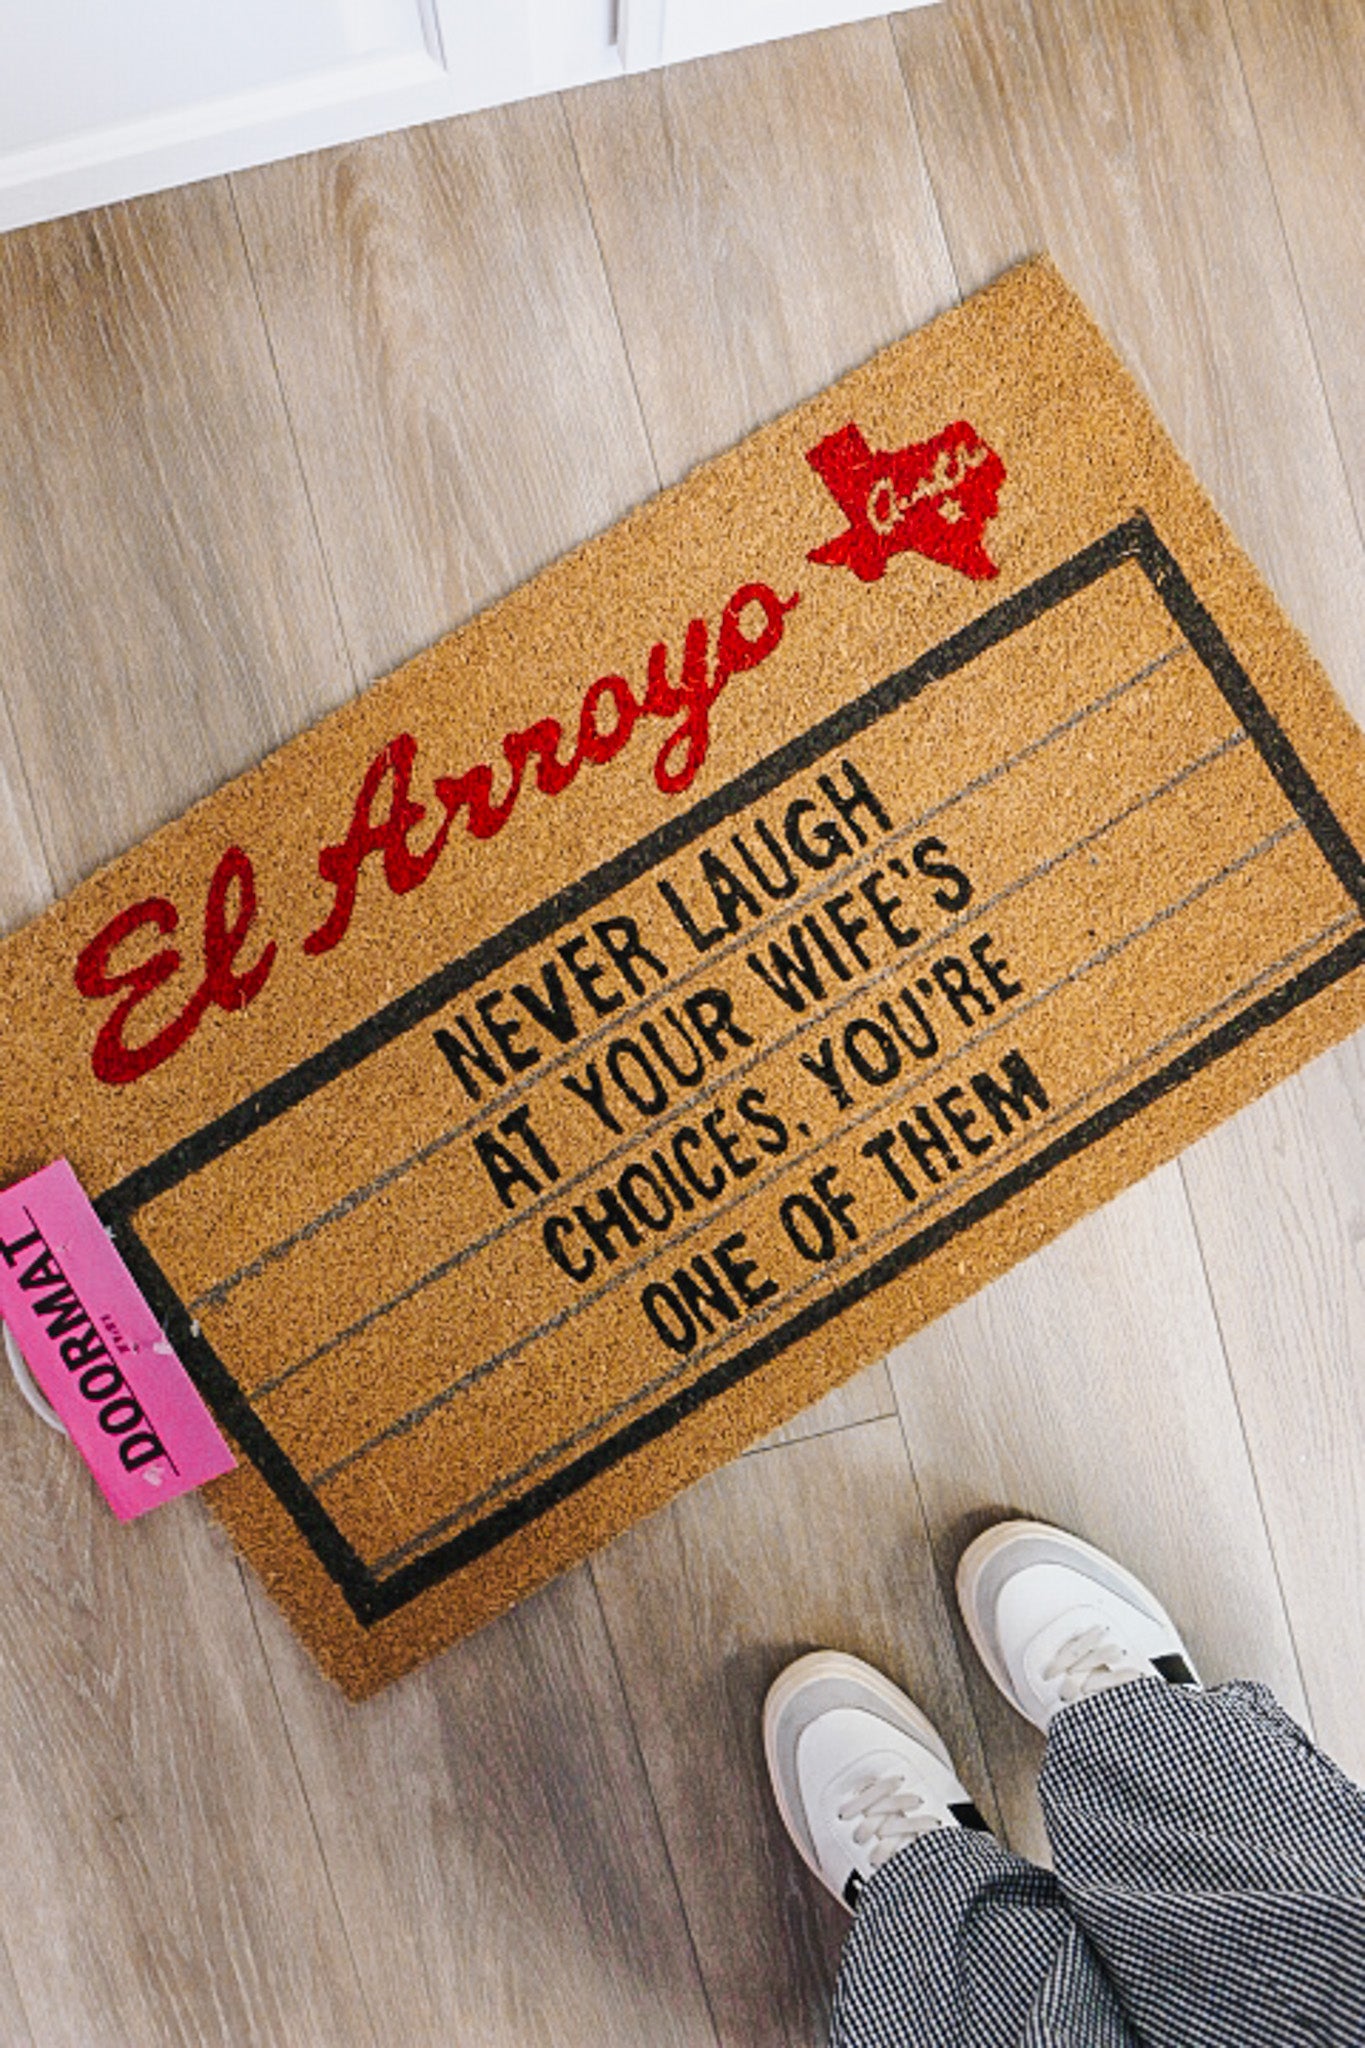 El Arroyo
Austin
NEVER LAUGH
AT YOUR WIFE'S
CHOICES. YOU'RE
ONE OF THEM
DOORMAT